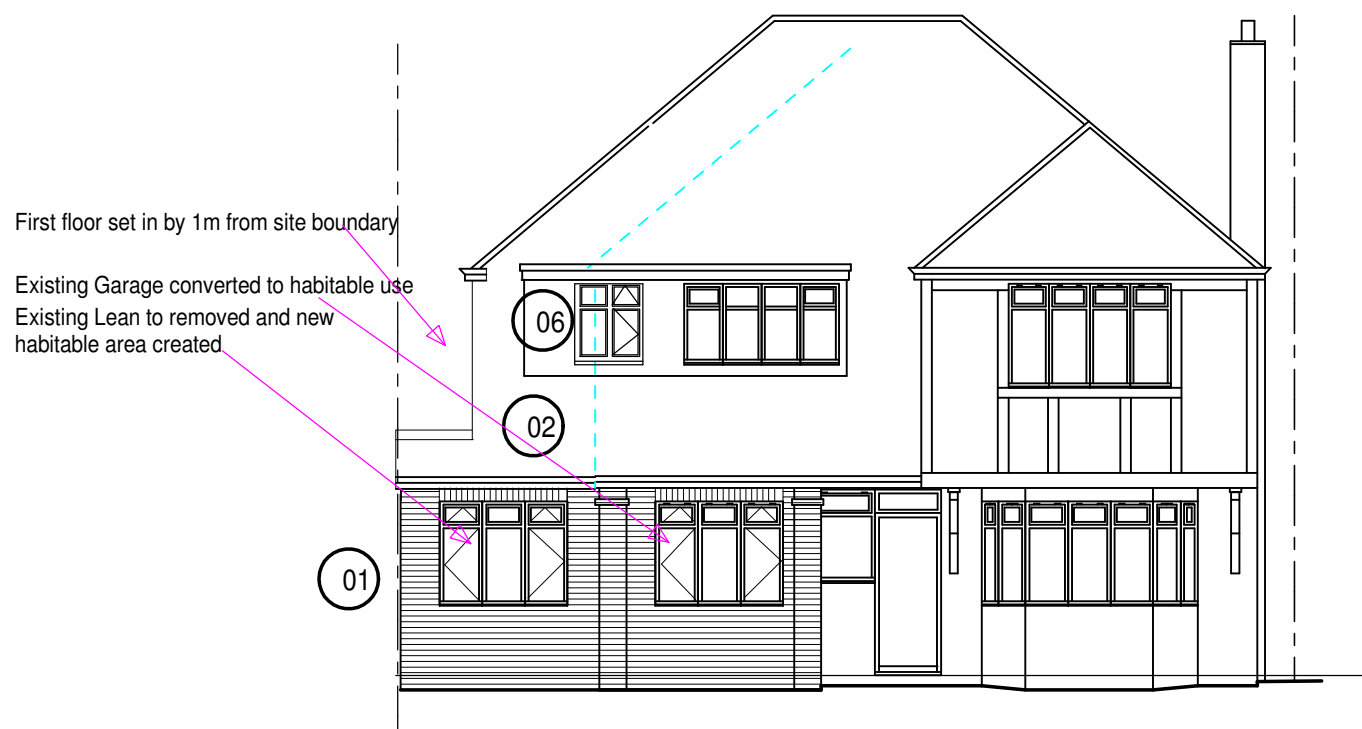 First floor set in by 1m from site boundary
Existing Garage converted to habitable use
Existing Lean to removed and new
habitable area created
06
02
01